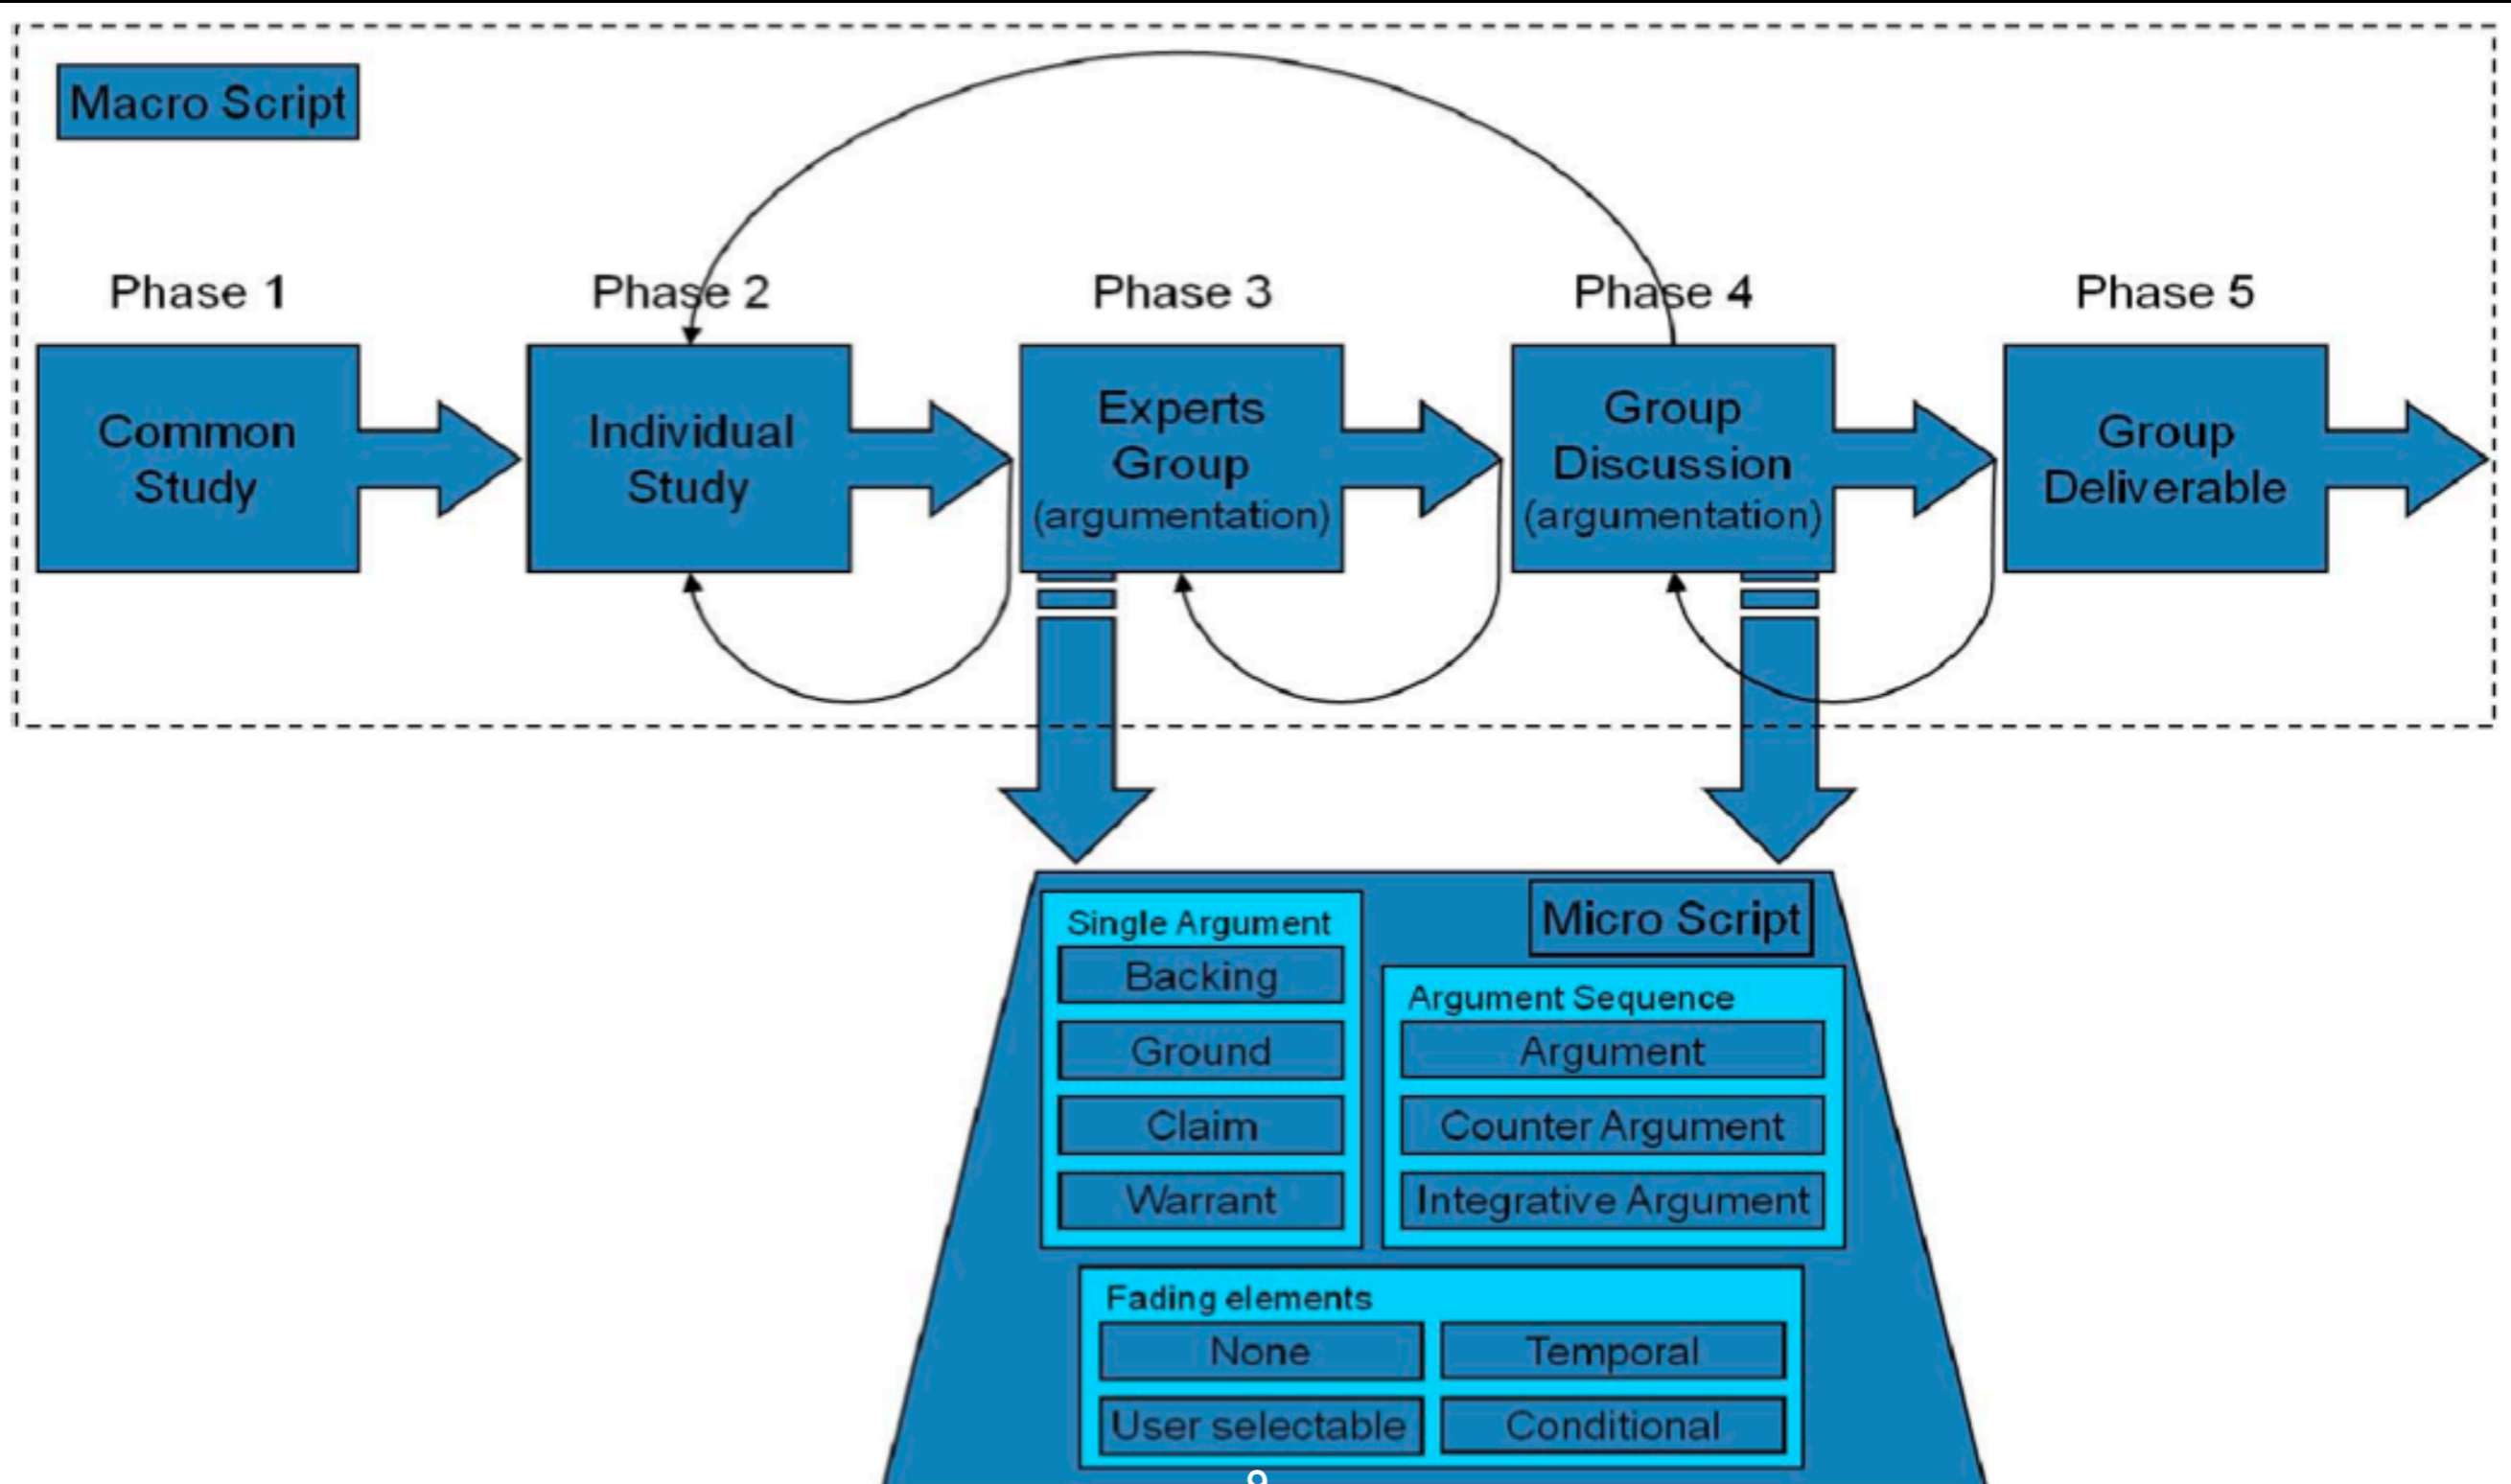 Macro Script
Phase 1
Phase 2
Phase 3
Phase 4
Phase 5
Common
Study
Individual
Study
Experts
Group
(argumentation)
Group
Discussion
(argumentation)
Group
Deliverable
Micro Script
Single Argument
Backing
Ground
Claim
Warrant
Argument Sequence
Argument
Counter Argument
Integrative Argument
Fading elements
None
Temporal
User selectable
Conditional